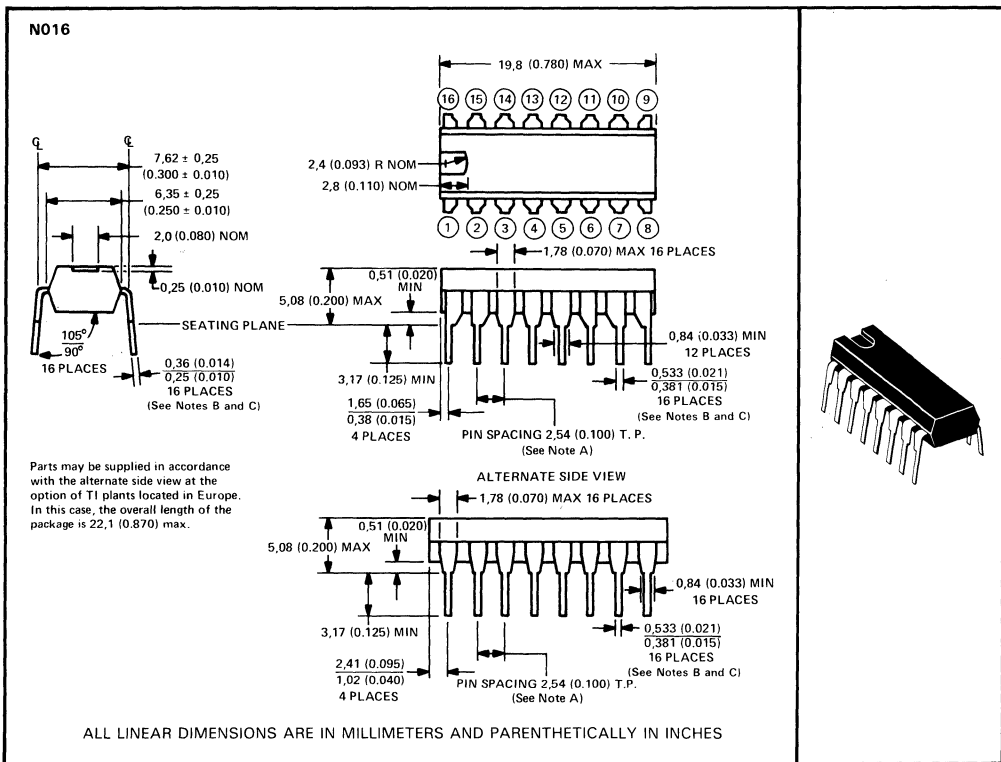 N016
19,8 (0.780) MAX
16 15 14 13 12 11 10 9
℄ ℄
7,62 ± 0,25
(0.300 ± 0.010)
6,35 ± 0,25
(0.250 ± 0.010)
2,0 (0.080) NOM
0,25 (0.010) NOM
2,4 (0.093) R NOM
2,8 (0.110) NOM
1 2 3 4 5 6 7 8
1,78 (0.070) MAX 16 PLACES
0,51 (0.020)
MIN
5,08 (0.200) MAX
SEATING PLANE
105°
90°
16 PLACES
0,36 (0.014)
0,25 (0.010)
16 PLACES
(See Notes B and C)
3,17 (0.125) MIN
0,84 (0.033) MIN
12 PLACES
0,533 (0.021)
0,381 (0.015)
16 PLACES
(See Notes B and C)
1,65 (0.065)
0,38 (0.015)
4 PLACES
PIN SPACING 2,54 (0.100) T.P.
(See Note A)
Parts may be supplied in accordance
with the alternate side view at the
option of TI plants located in Europe.
In this case, the overall length of the
package is 22,1 (0.870) max.
ALTERNATE SIDE VIEW
1,78 (0.070) MAX 16 PLACES
0,51 (0.020)
MIN
5,08 (0.200) MAX
0,84 (0.033) MIN
16 PLACES
3,17 (0.125) MIN
0,533 (0.021)
0,381 (0.015)
16 PLACES
(See Notes B and C)
2,41 (0.095)
1,02 (0.040)
4 PLACES
PIN SPACING 2,54 (0.100) T.P.
(See Note A)
ALL LINEAR DIMENSIONS ARE IN MILLIMETERS AND PARENTHETICALLY IN INCHES